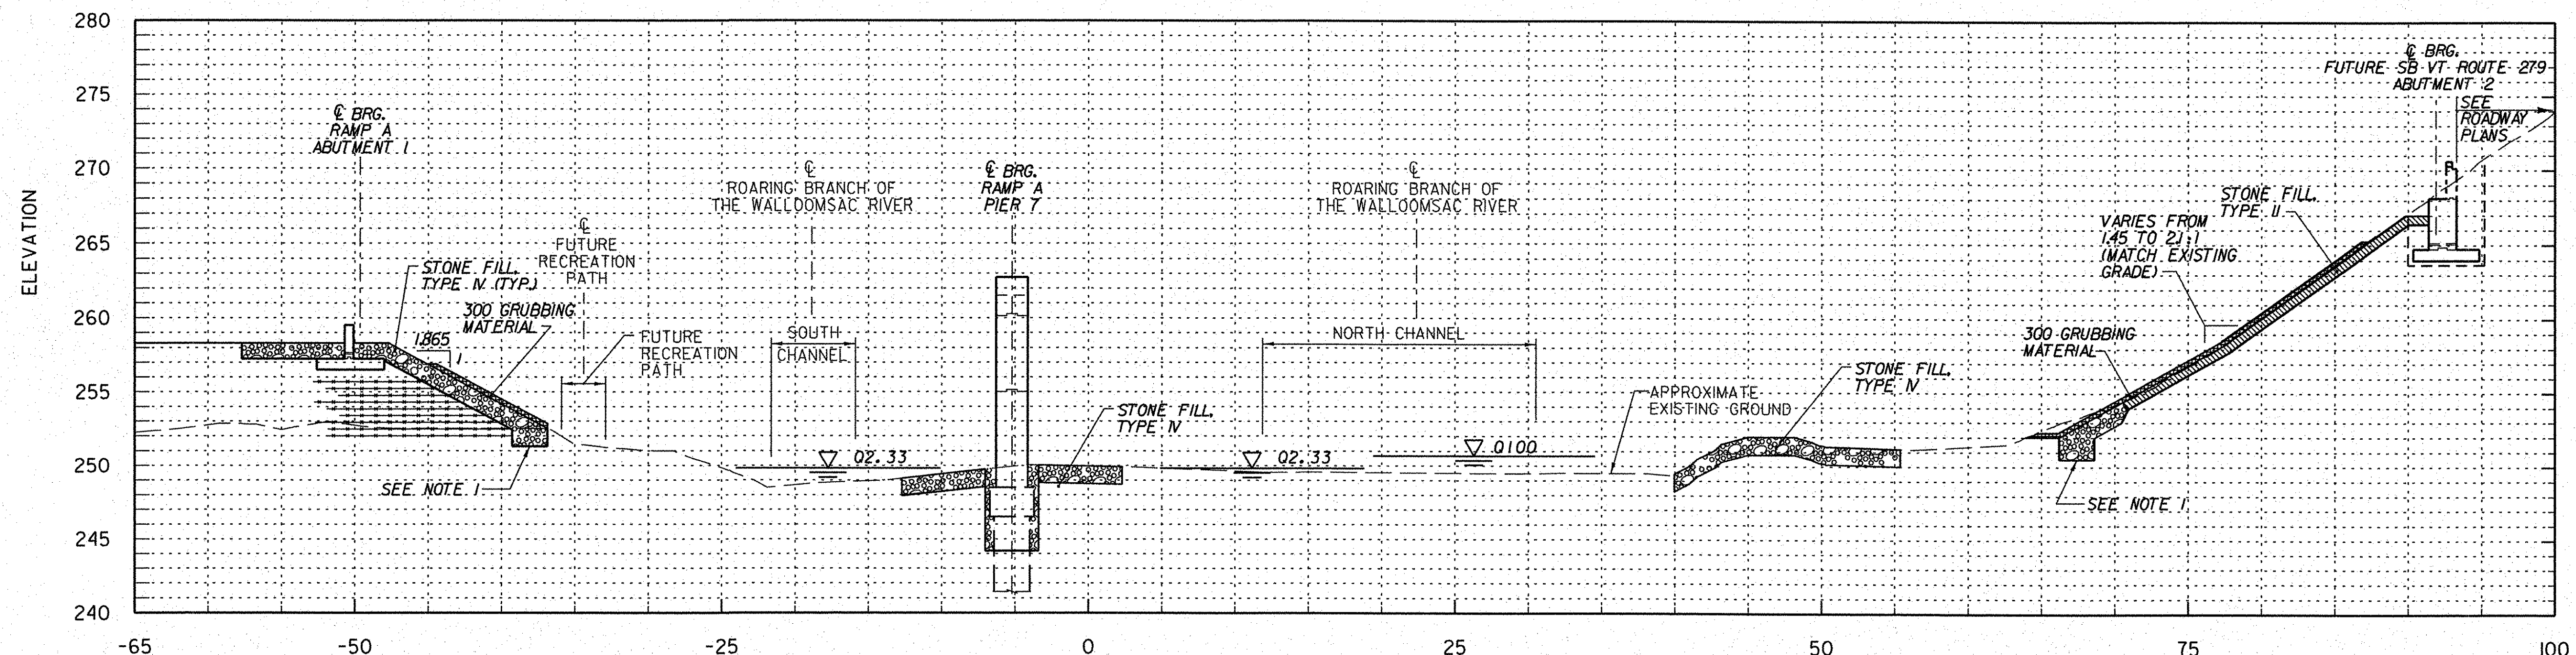 280
275
270
265
260
255
250
245
240
ELEVATION
℄ BRG.
RAMP A
ABUTMENT 1
℄
FUTURE
RECREATION
PATH
STONE FILL,
TYPE IV (TYP.)
300 GRUBBING
MATERIAL
1.865
1
FUTURE
RECREATION
PATH
SEE NOTE 1
℄
ROARING BRANCH OF
THE WALLOOMSAC RIVER
SOUTH
CHANNEL
Q2.33
℄ BRG.
RAMP A
PIER 7
STONE FILL,
TYPE IV
℄
ROARING BRANCH OF
THE WALLOOMSAC RIVER
NORTH CHANNEL
Q2.33
Q100
APPROXIMATE
EXISTING GROUND
STONE FILL,
TYPE IV
300 GRUBBING
MATERIAL
SEE NOTE 1
VARIES FROM
1.45 TO 2.1:1
(MATCH EXISTING
GRADE)
STONE FILL,
TYPE II
℄ BRG.
FUTURE SB VT ROUTE 279
ABUTMENT 2
SEE
ROADWAY
PLANS
-65
-50
-25
0
25
50
75
100